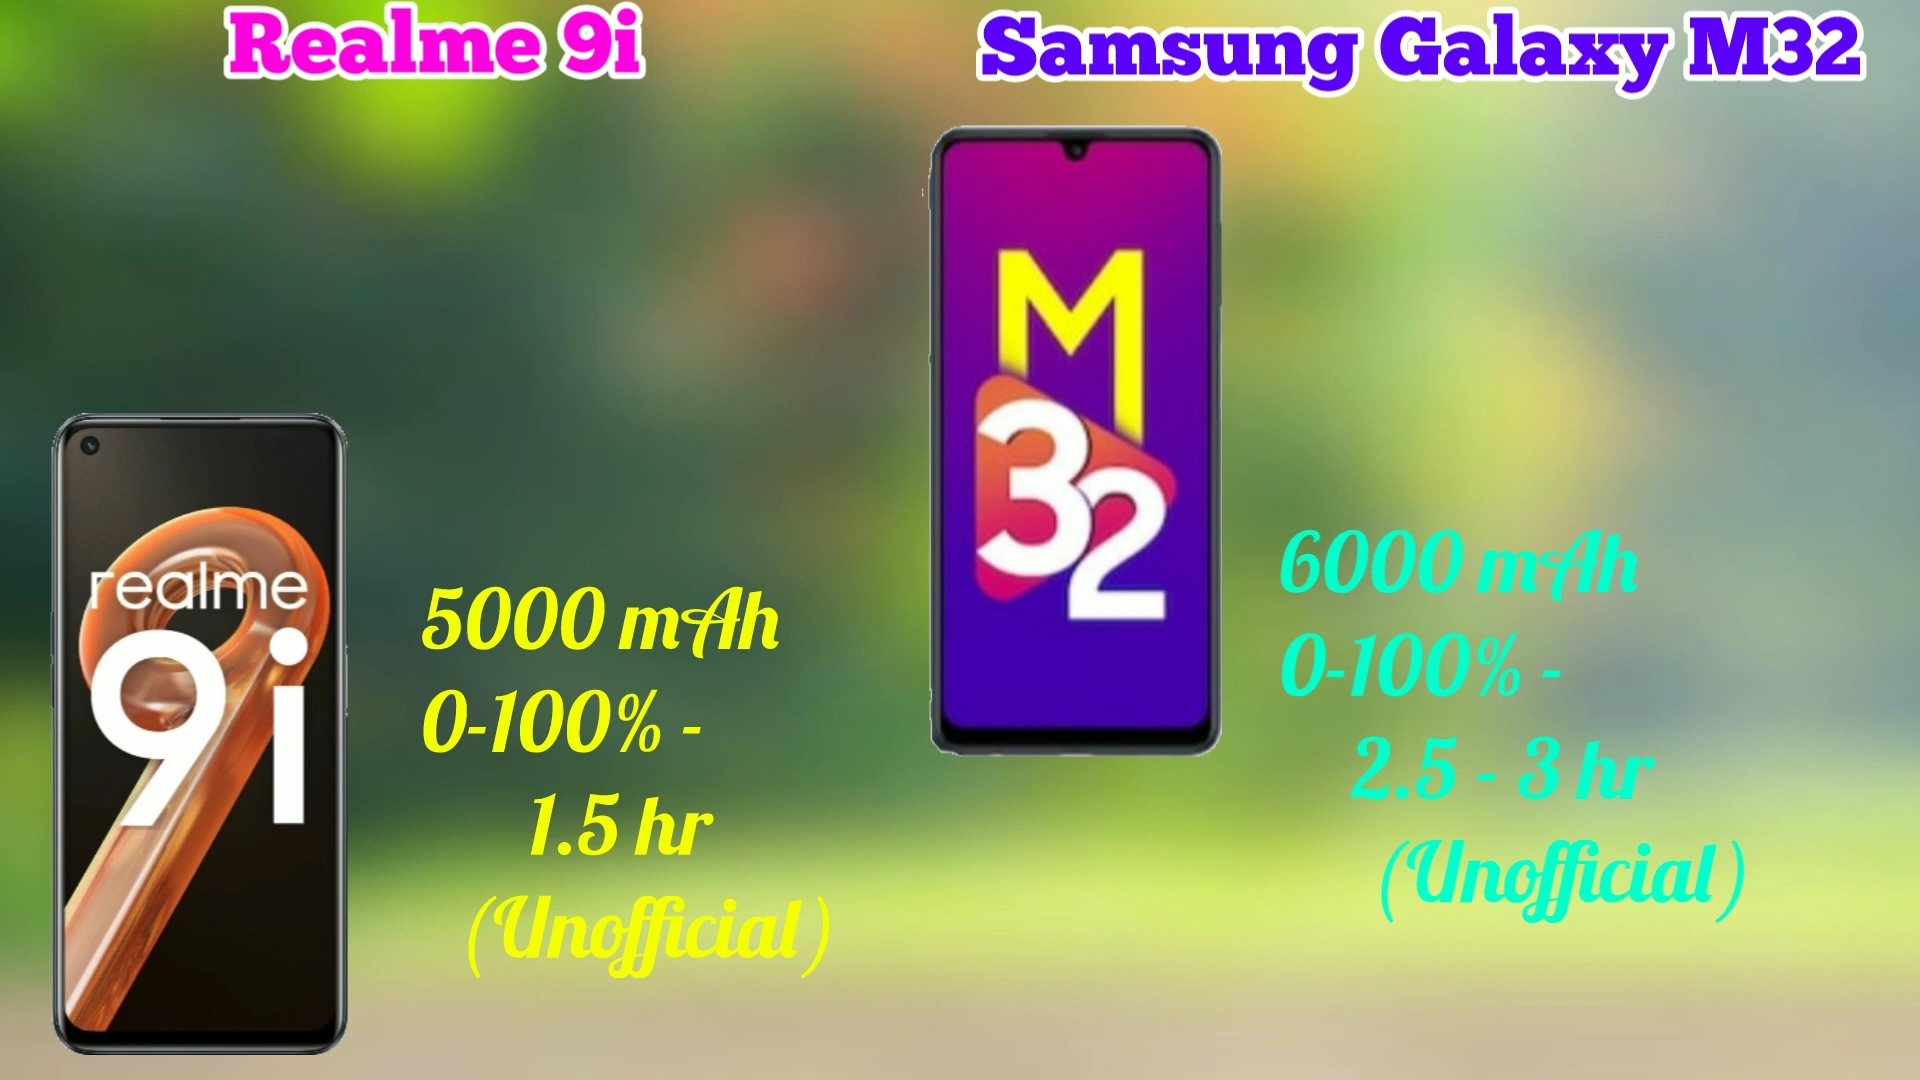 Realme 9i
Samsung Galaxy M32
realme
9i
5000 mAh
0-100% -
1.5 hr
(Unofficial)
M
32
6000 mAh
0-100% -
2.5 - 3 hr
(Unofficial)